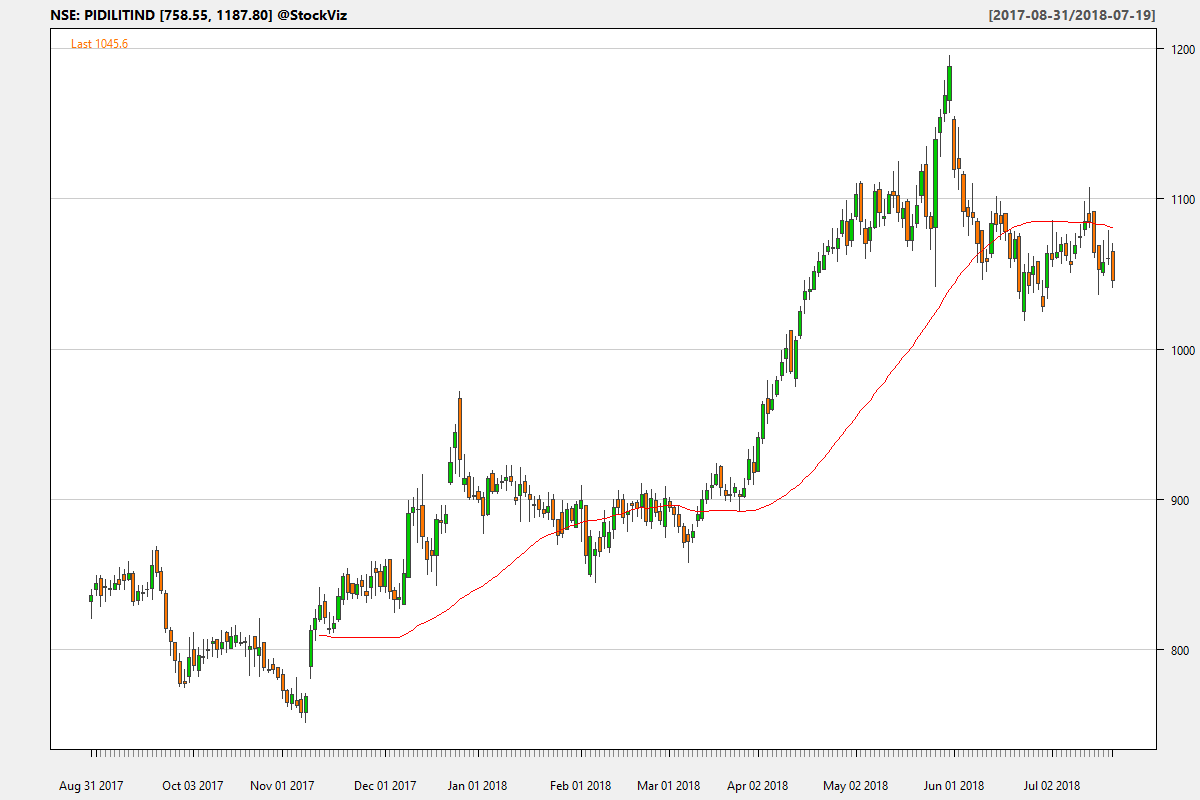 NSE: PIDILITIND [758.55, 1187.80] @StockViz [2017-08-31/2018-07-19]
Last 1045.6
1200
1100
1000
900
800
Aug 31 2017 Oct 03 2017 Nov 01 2017 Dec 01 2017 Jan 01 2018 Feb 01 2018 Mar 01 2018 Apr 02 2018 May 02 2018 Jun 01 2018 Jul 02 2018